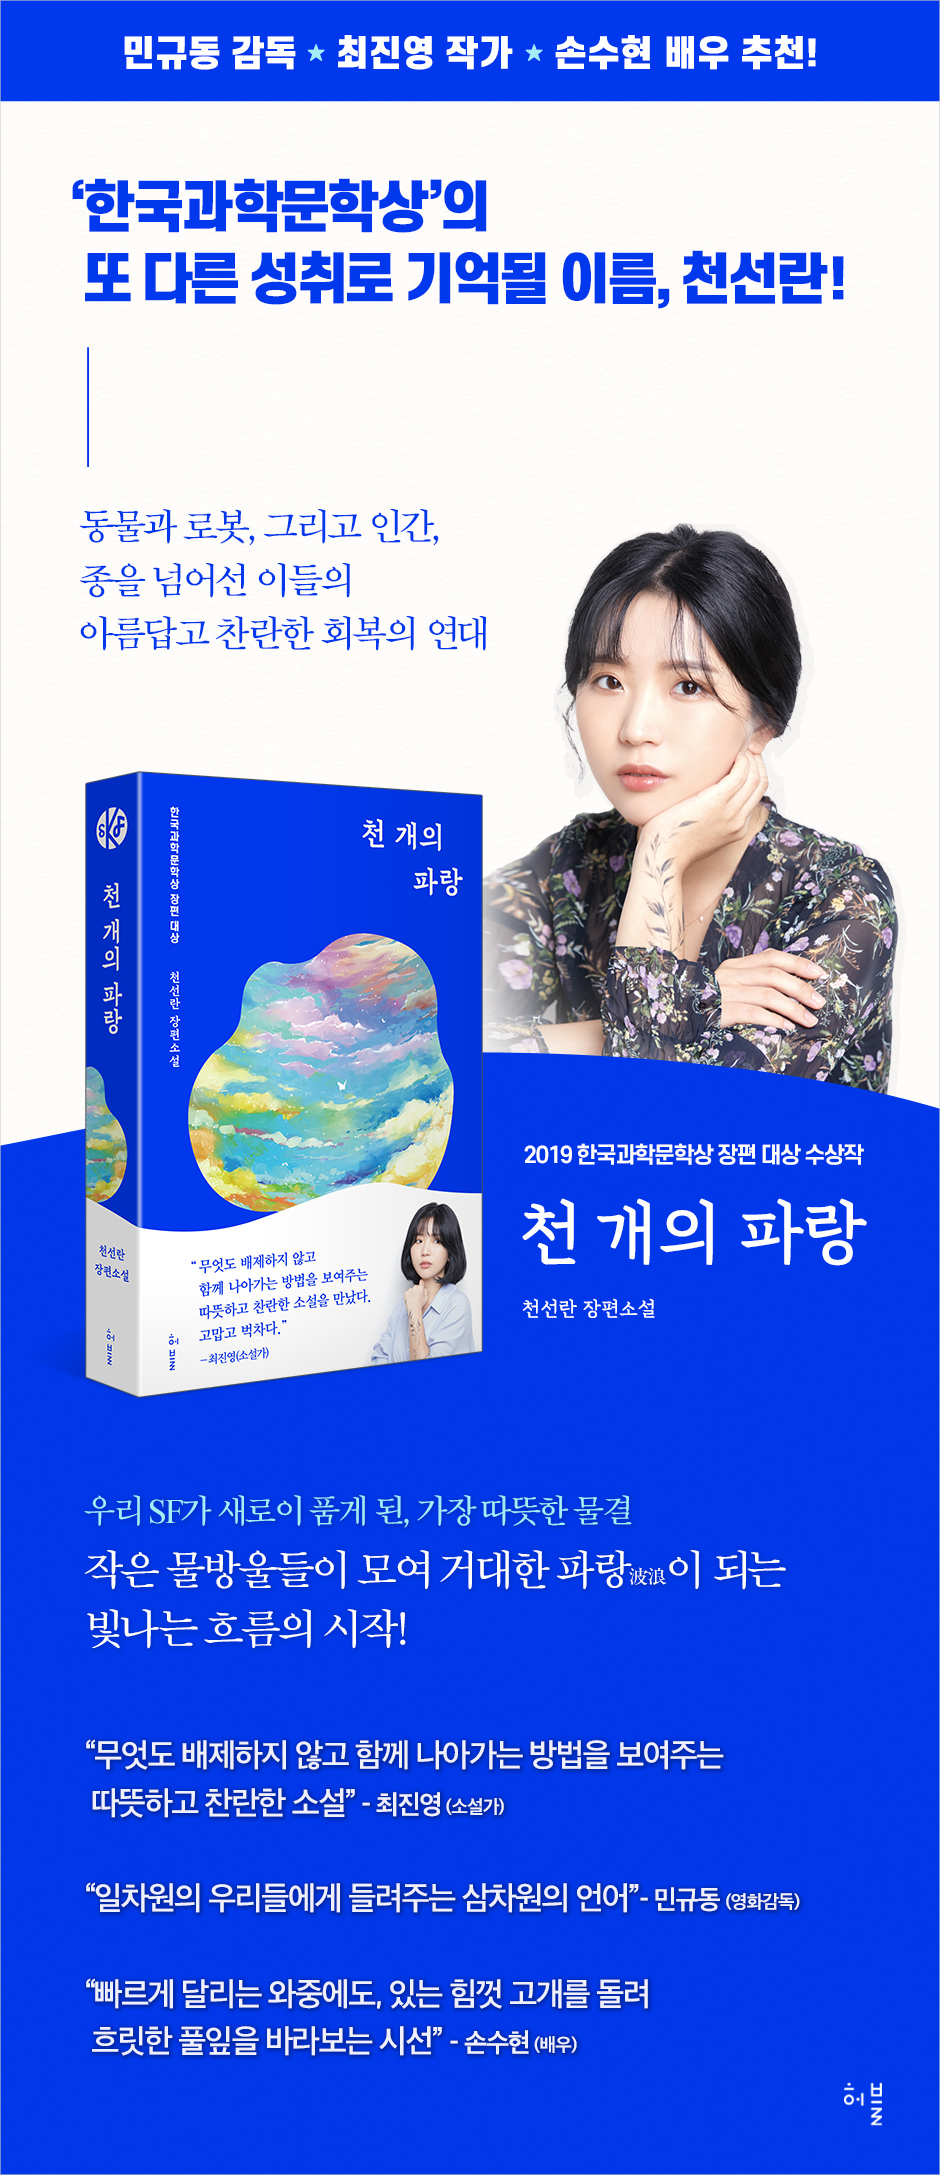 민규동 감독 ★ 최진영 작가 ★ 손수현 배우 추천!
‘한국과학문학상’의
또 다른 성취로 기억될 이름, 천선란!
동물과 로봇, 그리고 인간,
종을 넘어선 이들의
아름답고 찬란한 회복의 연대
SKF
천 개의 파랑
천선란
장편소설
허블
한국과학문학상 장편 대상
천선란 장편소설
천 개의
파랑
“무엇도 배제하지 않고
함께 나아가는 방법을 보여주는
따뜻하고 찬란한 소설을 만났다.
고맙고 벅차다.”
–최진영(소설가)
허블
2019 한국과학문학상 장편 대상 수상작
천 개의 파랑
천선란 장편소설
우리 SF가 새로이 품게 된, 가장 따뜻한 물결
작은 물방울들이 모여 거대한 파랑波浪이 되는
빛나는 흐름의 시작!
“무엇도 배제하지 않고 함께 나아가는 방법을 보여주는
따뜻하고 찬란한 소설” - 최진영 (소설가)
“일차원의 우리들에게 들려주는 삼차원의 언어”- 민규동 (영화감독)
“빠르게 달리는 와중에도, 있는 힘껏 고개를 돌려
흐릿한 풀잎을 바라보는 시선” - 손수현 (배우)
허블